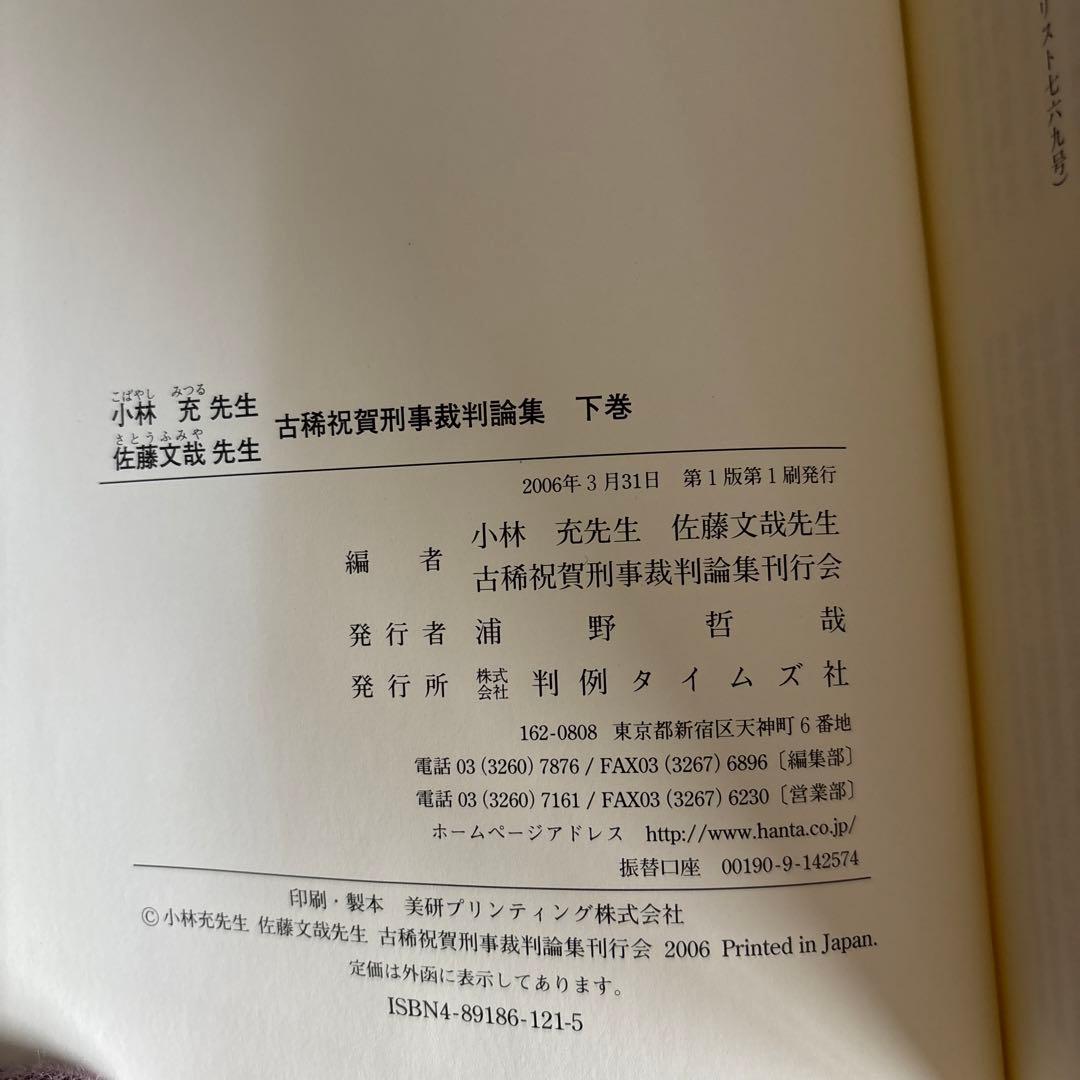 こばやし みつる
小林 充 先生
さとうふみや
佐藤文哉 先生
古稀祝賀刑事裁判論集 下巻
2006年3月31日 第1版第1刷発行
編者 小林 充先生 佐藤文哉先生
古稀祝賀刑事裁判論集刊行会
発行者 浦野哲哉
発行所 株式会社 判例タイムズ社
162-0808 東京都新宿区天神町6番地
電話 03 (3260) 7876 / FAX03 (3267) 6896〔編集部〕
電話 03 (3260) 7161 / FAX03 (3267) 6230〔営業部〕
ホームページアドレス http://www.hanta.co.jp/
振替口座 00190-9-142574
印刷・製本 美研プリンティング株式会社
©小林充先生 佐藤文哉先生 古稀祝賀刑事裁判論集刊行会 2006 Printed in Japan.
定価は外函に表示してあります。
ISBN4-89186-121-5
リスト七六九号）